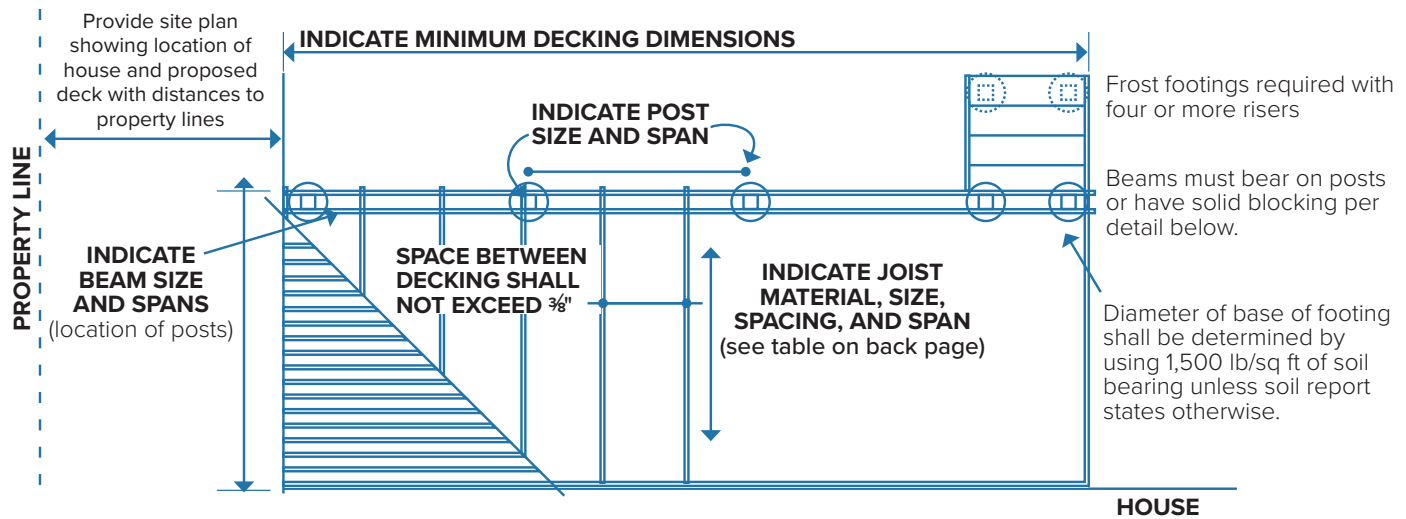 Provide site plan
showing location of
house and proposed
deck with distances to
property lines
PROPERTY LINE
INDICATE MINIMUM DECKING DIMENSIONS
INDICATE POST
SIZE AND SPAN
Frost footings required with
four or more risers
Beams must bear on posts
or have solid blocking per
detail below.
INDICATE
BEAM SIZE
AND SPANS
(location of posts)
SPACE BETWEEN
DECKING SHALL
NOT EXCEED ⅜"
INDICATE JOIST
MATERIAL, SIZE,
SPACING, AND SPAN
(see table on back page)
Diameter of base of footing
shall be determined by
using 1,500 lb/sq ft of soil
bearing unless soil report
states otherwise.
HOUSE